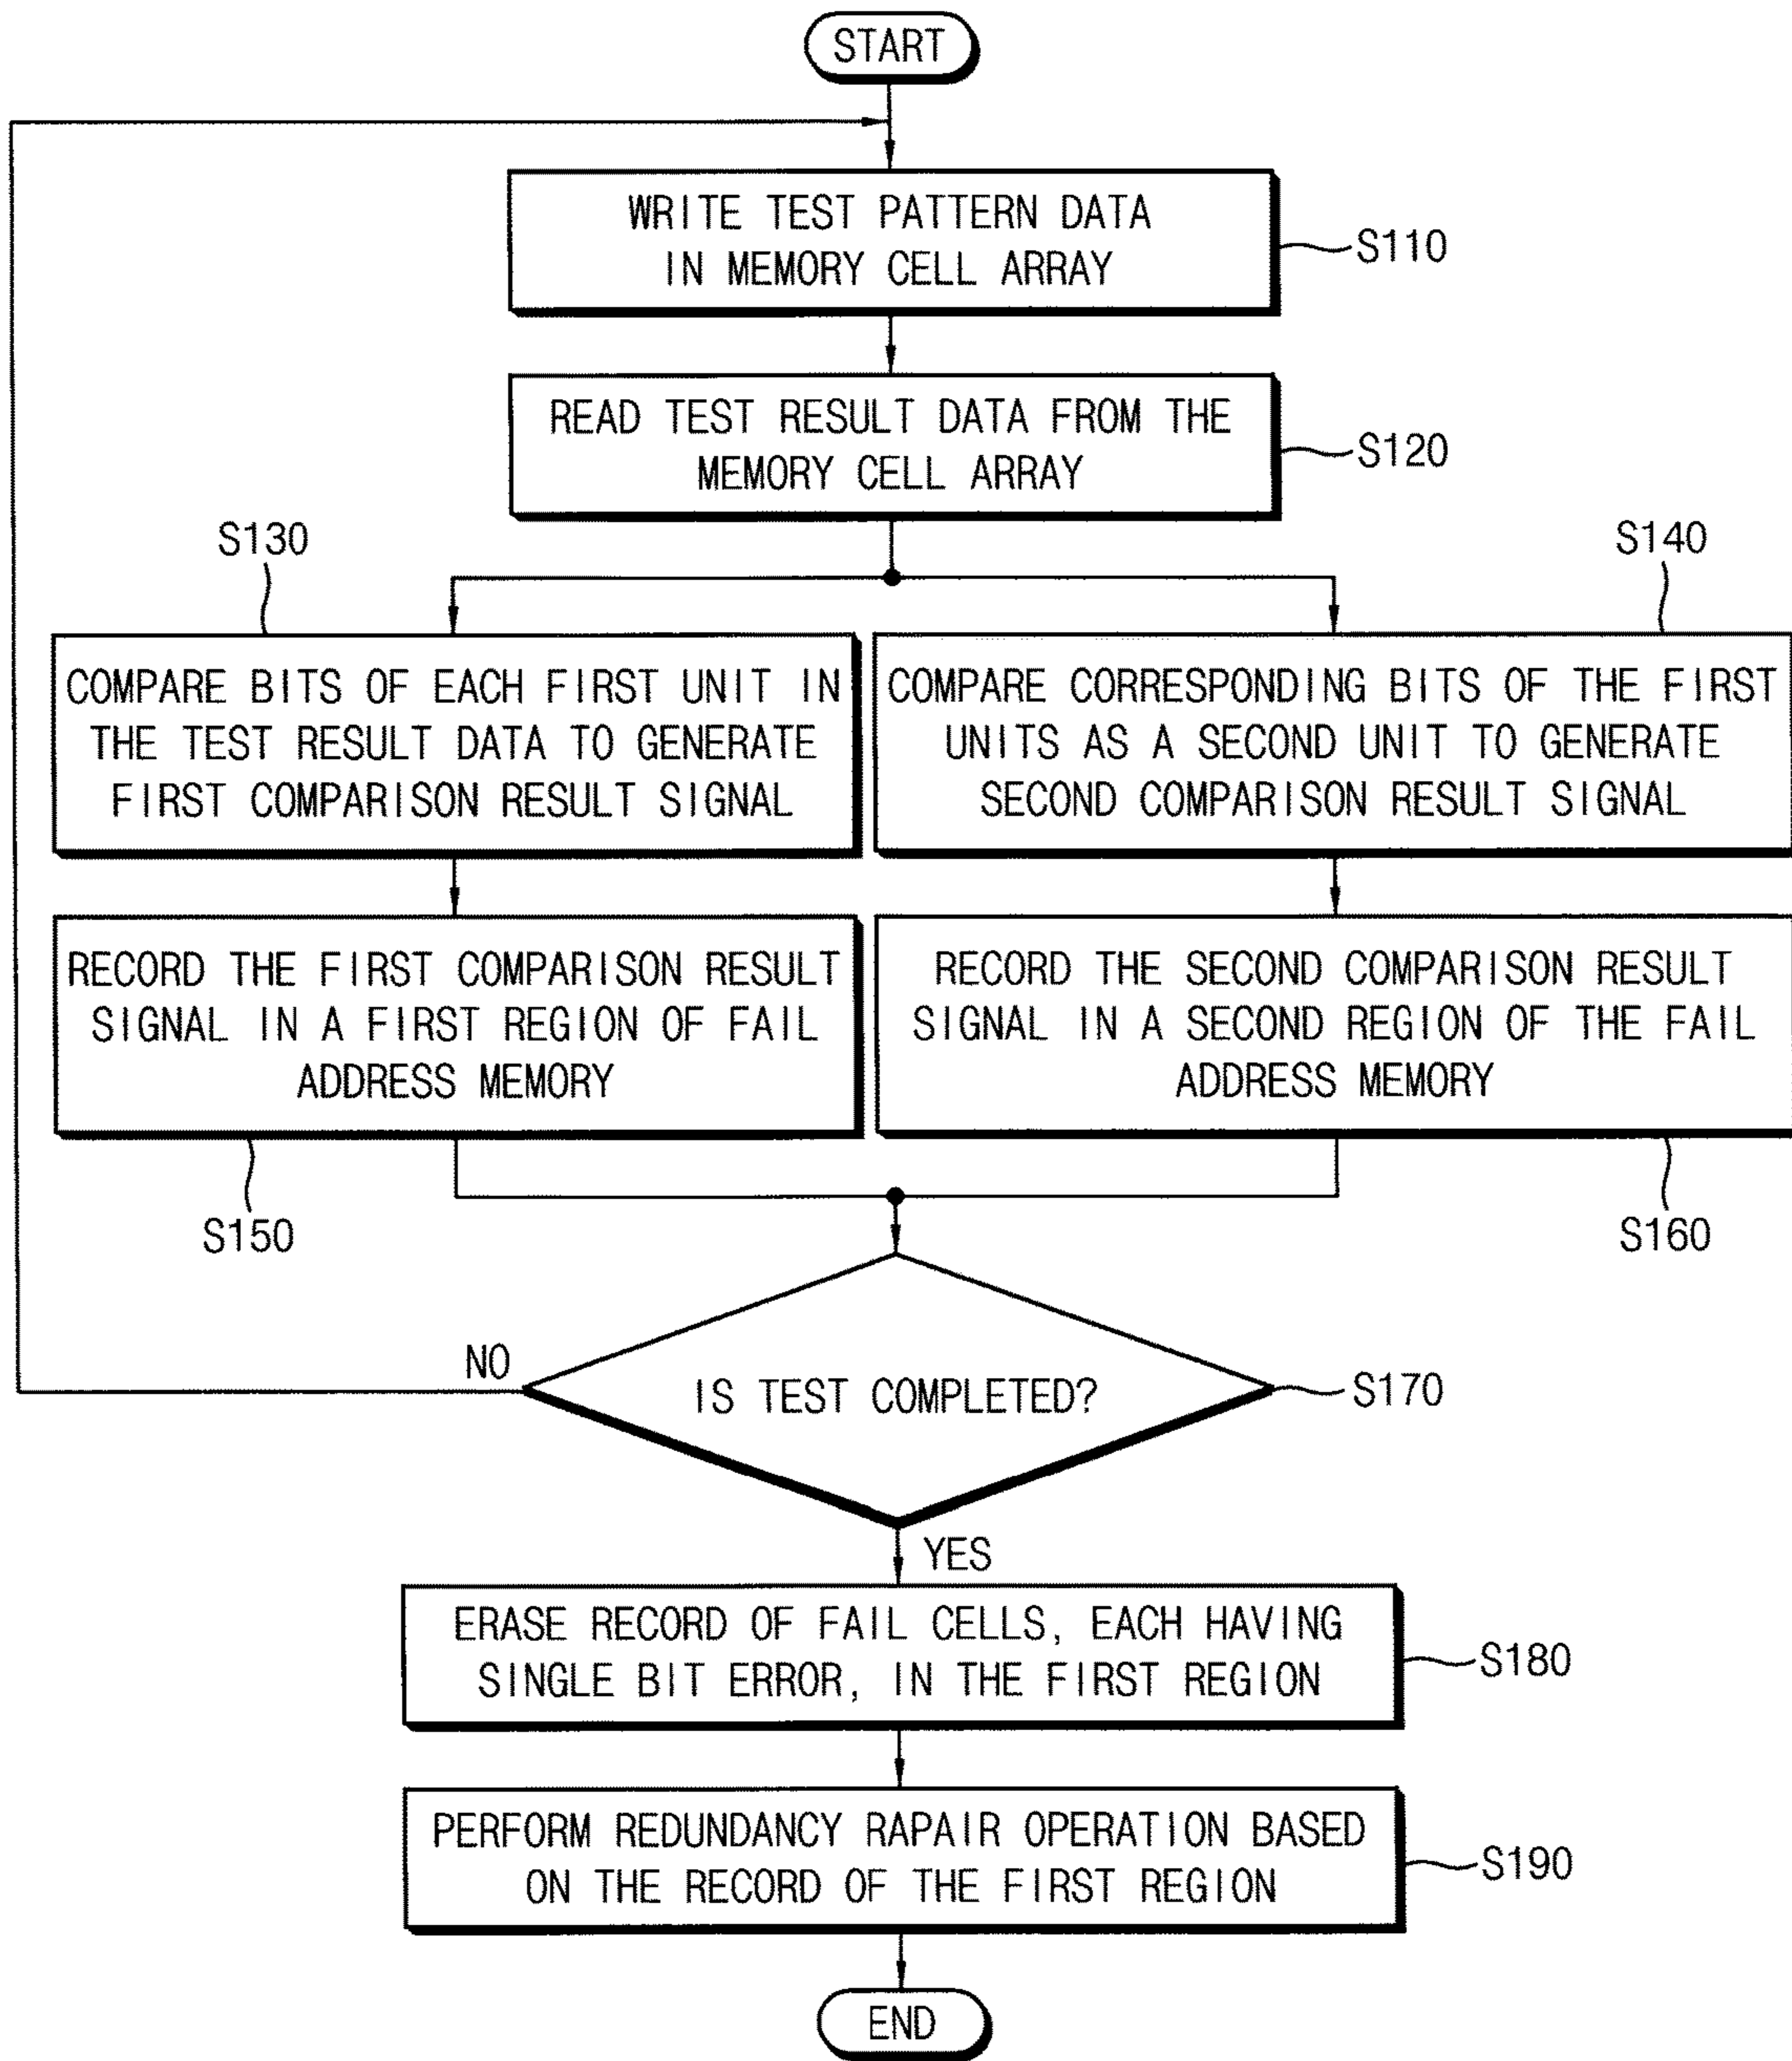 START
WRITE TEST PATTERN DATA
IN MEMORY CELL ARRAY
S110
READ TEST RESULT DATA FROM THE
MEMORY CELL ARRAY
S120
S130
S140
COMPARE BITS OF EACH FIRST UNIT IN
THE TEST RESULT DATA TO GENERATE
FIRST COMPARISON RESULT SIGNAL
COMPARE CORRESPONDING BITS OF THE FIRST
UNITS AS A SECOND UNIT TO GENERATE
SECOND COMPARISON RESULT SIGNAL
RECORD THE FIRST COMPARISON RESULT
SIGNAL IN A FIRST REGION OF FAIL
ADDRESS MEMORY
RECORD THE SECOND COMPARISON RESULT
SIGNAL IN A SECOND REGION OF THE FAIL
ADDRESS MEMORY
S150
S160
NO
IS TEST COMPLETED?
S170
YES
ERASE RECORD OF FAIL CELLS, EACH HAVING
SINGLE BIT ERROR, IN THE FIRST REGION
S180
PERFORM REDUNDANCY RAPAIR OPERATION BASED
ON THE RECORD OF THE FIRST REGION
S190
END